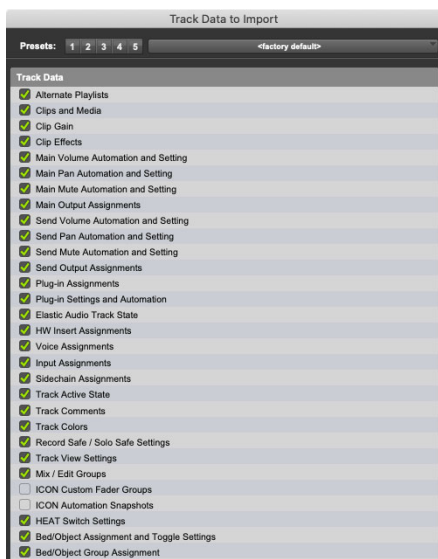 Track Data to Import
Presets: 1 2 3 4 5 <factory default>
Track Data
Alternate Playlists
Clips and Media
Clip Gain
Clip Effects
Main Volume Automation and Setting
Main Pan Automation and Setting
Main Mute Automation and Setting
Main Output Assignments
Send Volume Automation and Setting
Send Pan Automation and Setting
Send Mute Automation and Setting
Send Output Assignments
Plug-in Assignments
Plug-in Settings and Automation
Elastic Audio Track State
HW Insert Assignments
Voice Assignments
Input Assignments
Sidechain Assignments
Track Active State
Track Comments
Track Colors
Record Safe / Solo Safe Settings
Track View Settings
Mix / Edit Groups
ICON Custom Fader Groups
ICON Automation Snapshots
HEAT Switch Settings
Bed/Object Assignment and Toggle Settings
Bed/Object Group Assignment